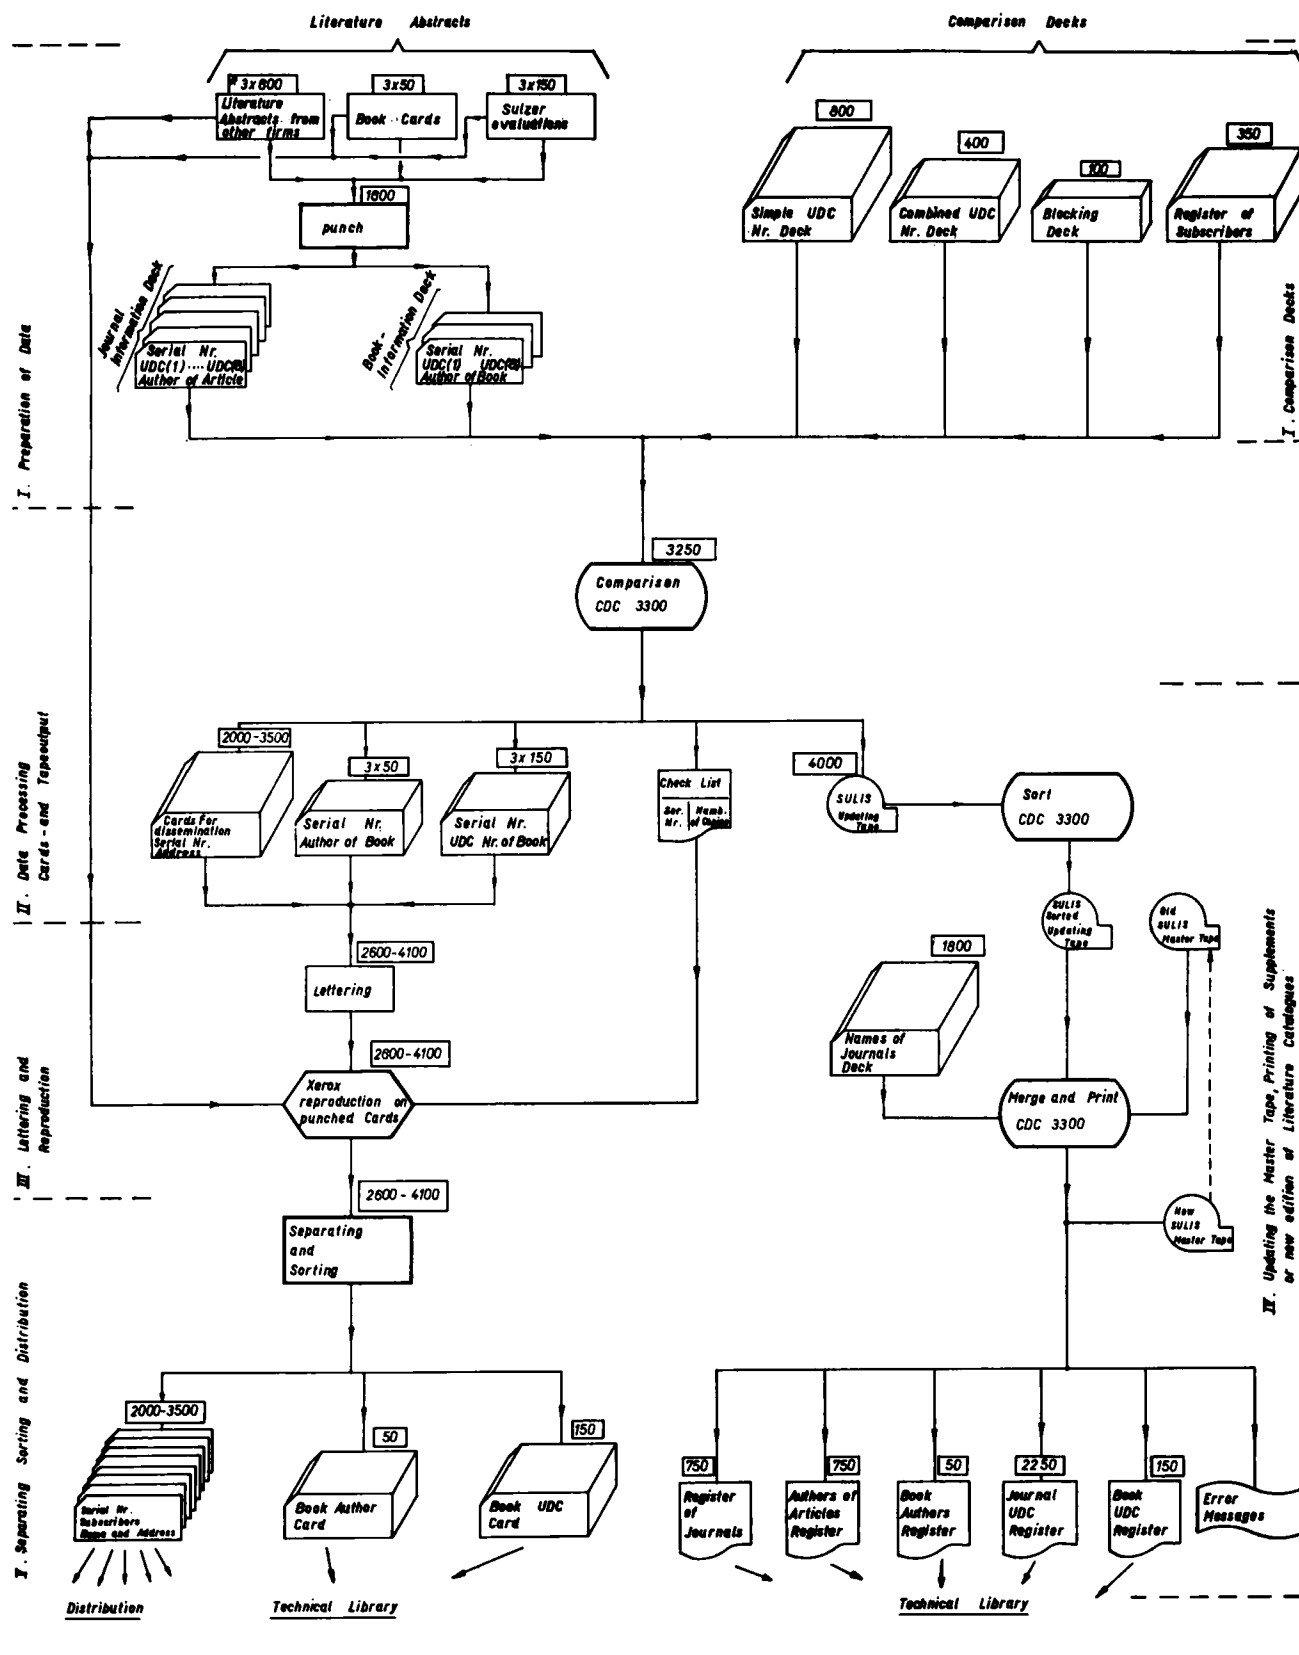 Literature Abstracts
Comparison Decks
3x600
3x50
3x150
Literature
Abstracts from
other firms
Book Cards
Sulzer
evaluations
1800
punch
Journal
Information Deck
Book-
Information Deck
Serial Nr.
UDC(1)....UDC(8)
Author of Article
Serial Nr.
UDC(1) UDC(8)
Author of Book
800
400
100
350
Simple UDC
Nr. Deck
Combined UDC
Nr. Deck
Blocking
Deck
Register of
Subscribers
I. Preparation of Data
I. Comparison Decks
3250
Comparison
CDC 3300
II. Data Processing
Cards- and Tapeoutput
2000-3500
3x50
3x150
4000
Cards For
dissemination
Serial Nr.
Address
Serial Nr.
Author of Book
Serial Nr.
UDC Nr. of Book
Check List
Ser. Numb.
Nr. of
SULIS
Updating
Tape
Sort
CDC 3300
SULIS
Sorted
Updating
Tape
Old
SULIS
Master Tape
2600-4100
Lettering
1800
Names of
Journals
Deck
III. Lettering and
Reproduction
2600-4100
Xerox
reproduction on
punched Cards
Merge and Print
CDC 3300
2600-4100
Separating
and
Sorting
New
SULIS
Master Tape
IV. Updating the Master Tape, Printing of Supplements
or new edition of Literature Catalogues
V. Separating Sorting and Distribution
2000-3500
50
150
Serial Nr.
Subscribers
Name and Address
Book Author
Card
Book UDC
Card
750
750
50
2250
150
Register
of
Journals
Authors of
Articles
Register
Book
Authors
Register
Journal
UDC
Register
Book
UDC
Register
Error
Messages
Distribution
Technical Library
Technical Library